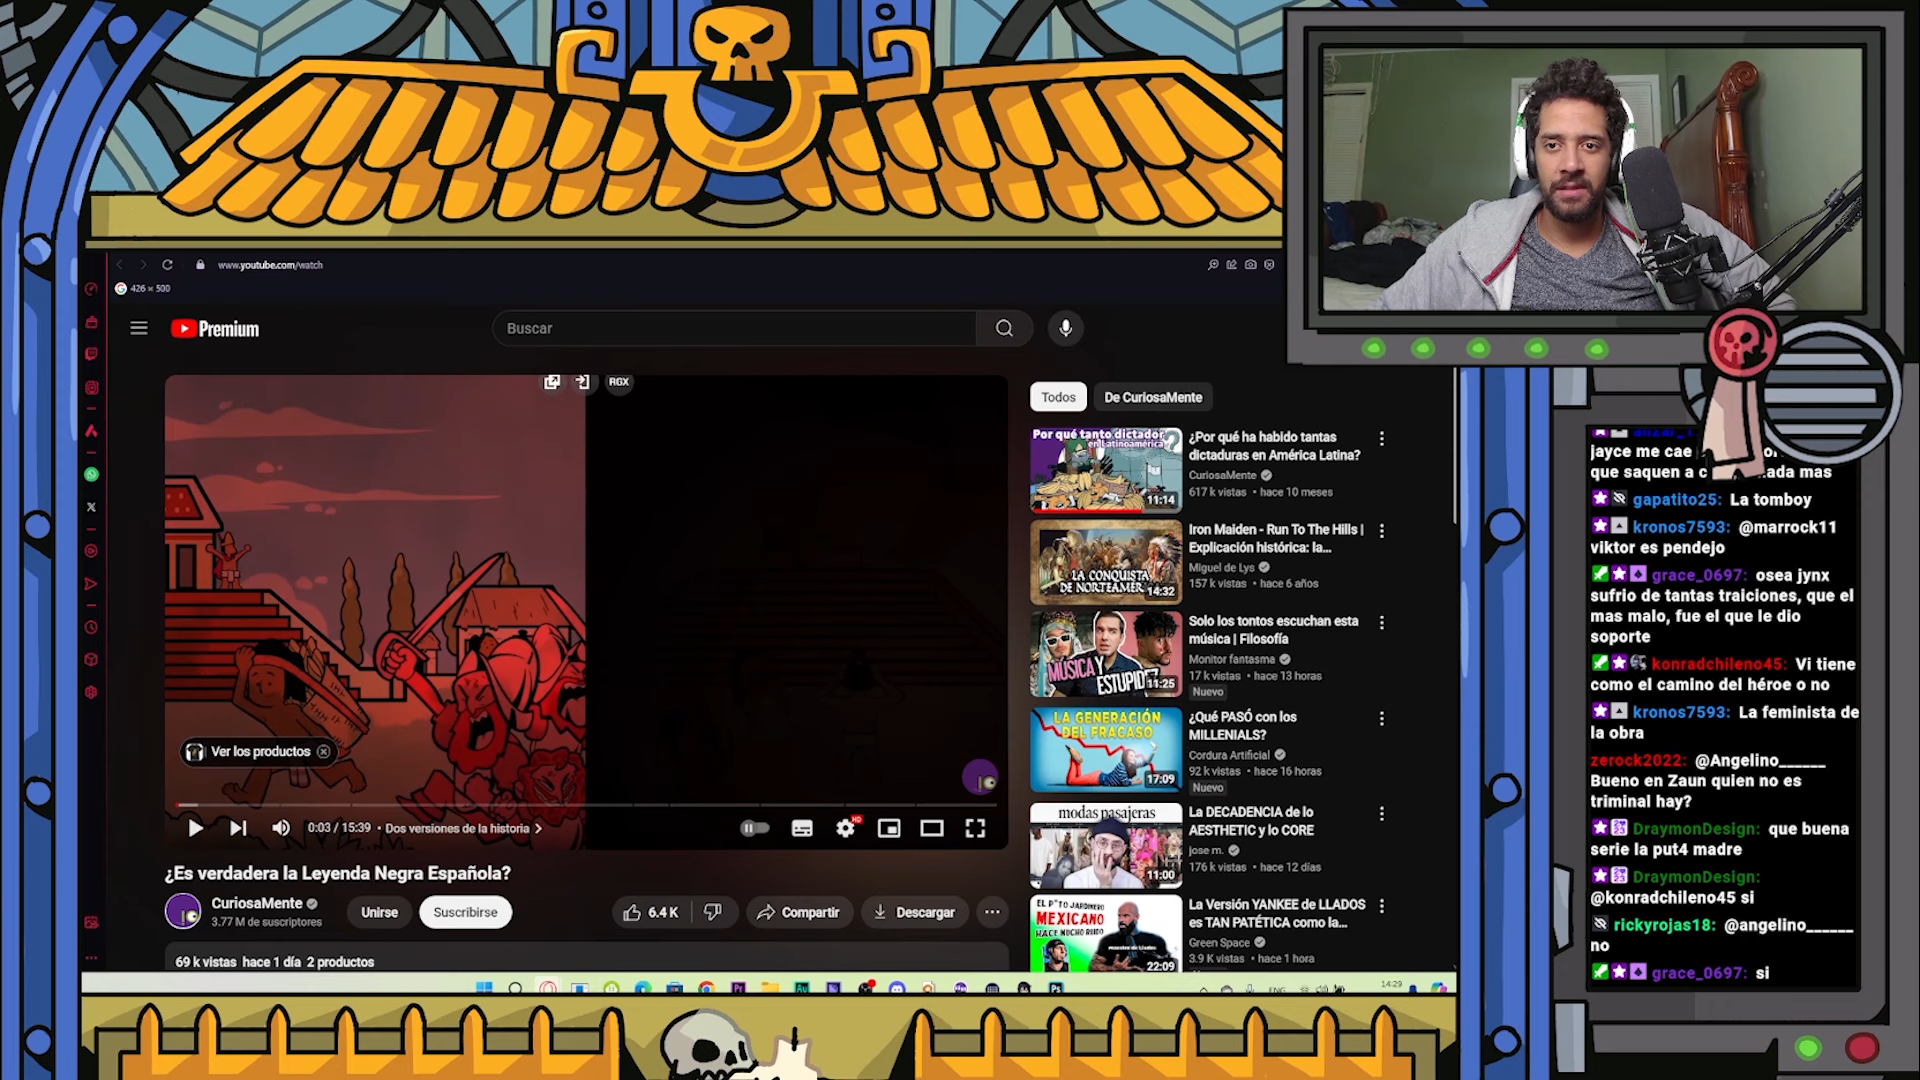 www.youtube.com/watch
426 × 500
Premium
Buscar
RGX
Ver los productos
0:03 / 15:39 • Dos versiones de la historia
HD
¿Es verdadera la Leyenda Negra Española?
CuriosaMente
3.77 M de suscriptores
Unirse
Suscribirse
6.4 K
Compartir
Descargar
69 k vistas hace 1 día 2 productos
Todos
De CuriosaMente
Por qué tanto dictador
en Latinoamérica?
11:14
¿Por qué ha habido tantas
dictaduras en América Latina?
CuriosaMente
617 k vistas • hace 10 meses
LA CONQUISTA
DE NORTEAMER
14:32
Iron Maiden - Run To The Hills |
Explicación histórica: la...
Miguel de Lys
157 k vistas • hace 6 años
MÚSICA Y
ESTUPID
11:25
Solo los tontos escuchan esta
música | Filosofía
Monitor fantasma
17 k vistas • hace 13 horas
Nuevo
LA GENERACIÓN
DEL FRACASO
17:09
¿Qué PASÓ con los
MILLENIALS?
Cordura Artificial
92 k vistas • hace 16 horas
Nuevo
modas pasajeras
11:00
La DECADENCIA de lo
AESTHETIC y lo CORE
jose m.
176 k vistas • hace 12 días
EL P*TO JARDINERO
MEXICANO
HACE MUCHO RUIDO
22:09
La Versión YANKEE de LLADOS
es TAN PATÉTICA como la...
Green Space
3.9 K vistas • hace 1 hora
ENG
14:29
jayce me cae
que saquen a c ada mas
gapatito25: La tomboy
kronos7593: @marrock11
viktor es pendejo
grace_0697: osea jynx
sufrio de tantas traiciones, que el
mas malo, fue el que le dio
soporte
konradchileno45: Vi tiene
como el camino del héroe o no
kronos7593: La feminista de
la obra
zerock2022: @Angelino______
Bueno en Zaun quien no es
triminal hay?
DraymonDesign: que buena
serie la put4 madre
DraymonDesign:
@konradchileno45 si
rickyrojas18: @angelino______
no
grace_0697: si